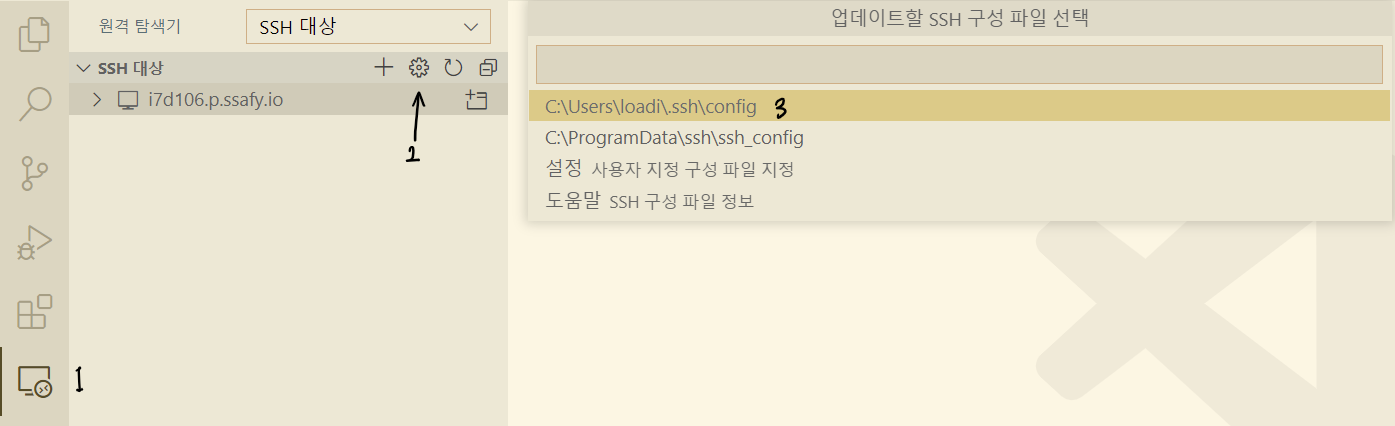 원격 탐색기
SSH 대상
SSH 대상
i7d106.p.ssafy.io
1
2
업데이트할 SSH 구성 파일 선택
C:\Users\loadi\.ssh\config 3
C:\ProgramData\ssh\ssh_config
설정 사용자 지정 구성 파일 지정
도움말 SSH 구성 파일 정보